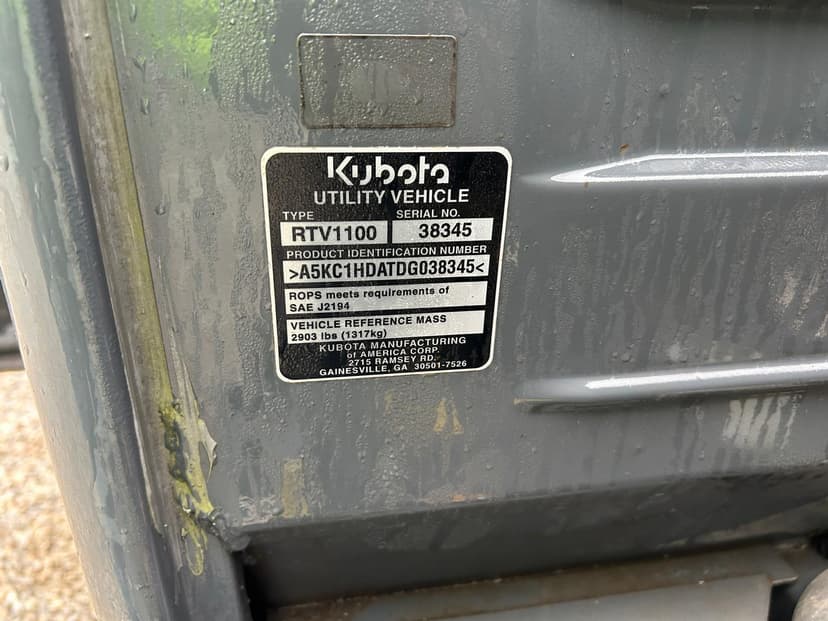 Kubota
UTILITY VEHICLE
TYPE SERIAL NO.
RTV1100 38345
PRODUCT IDENTIFICATION NUMBER
>A5KC1HDATDG038345<
ROPS meets requirements of
SAE J2194
VEHICLE REFERENCE MASS
2903 lbs (1317kg)
KUBOTA MANUFACTURING
of AMERICA CORP.
2715 RAMSEY RD.
GAINESVILLE, GA 30501-7526